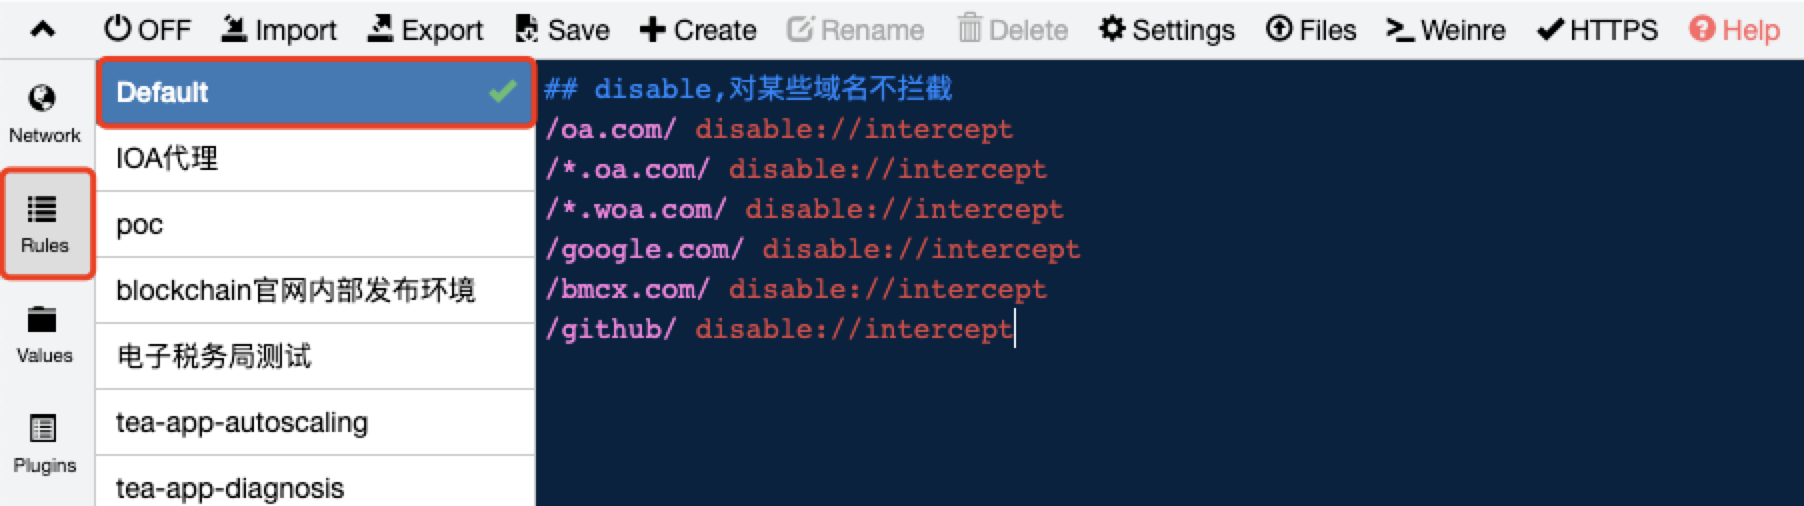 OFF Import Export Save Create Rename Delete Settings Files Weinre HTTPS Help
Network
Rules
Values
Plugins
Default
IOA代理
poc
blockchain官网内部发布环境
电子税务局测试
tea-app-autoscaling
tea-app-diagnosis
## disable,对某些域名不拦截
/oa.com/ disable://intercept
/*.oa.com/ disable://intercept
/*.woa.com/ disable://intercept
/google.com/ disable://intercept
/bmcx.com/ disable://intercept
/github/ disable://intercept